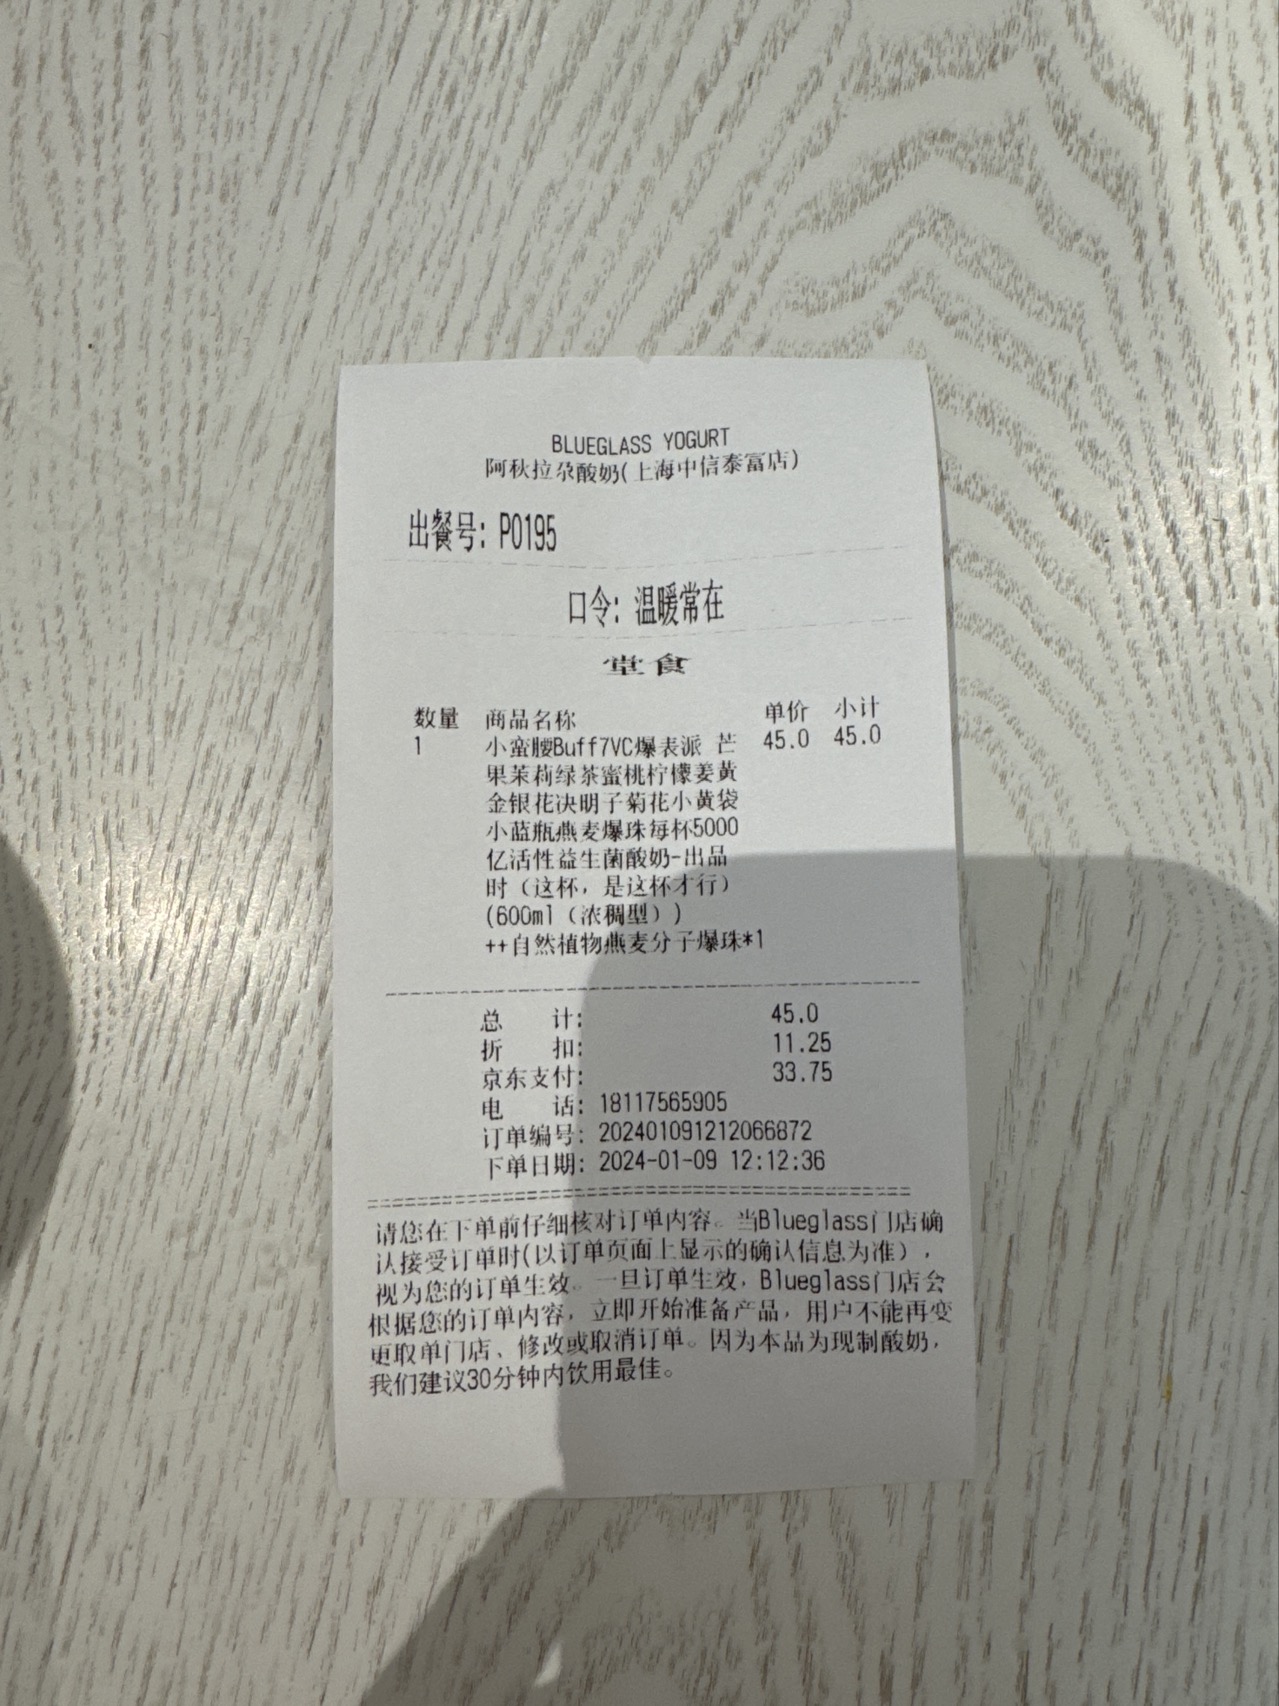 BLUEGLASS YOGURT
阿秋拉尕酸奶(上海中信泰富店)
出餐号: P0195
口令: 温暖常在
堂食
数量 商品名称 单价 小计
1 小蛮腰Buff7VC爆表派 芒 45.0 45.0
果茉莉绿茶蜜桃柠檬姜黄
金银花决明子菊花小黄袋
小蓝瓶燕麦爆珠每杯5000
亿活性益生菌酸奶-出品
时（这杯，是这杯才行）
(600ml（浓稠型）)
++自然植物燕麦分子爆珠*1
总 计: 45.0
折 扣: 11.25
京东支付: 33.75
电 话: 18117565905
订单编号: 202401091212066872
下单日期: 2024-01-09 12:12:36
请您在下单前仔细核对订单内容。当Blueglass门店确
认接受订单时(以订单页面上显示的确认信息为准)，
视为您的订单生效。一旦订单生效，Blueglass门店会
根据您的订单内容，立即开始准备产品，用户不能再变
更取单门店、修改或取消订单。因为本品为现制酸奶，
我们建议30分钟内饮用最佳。